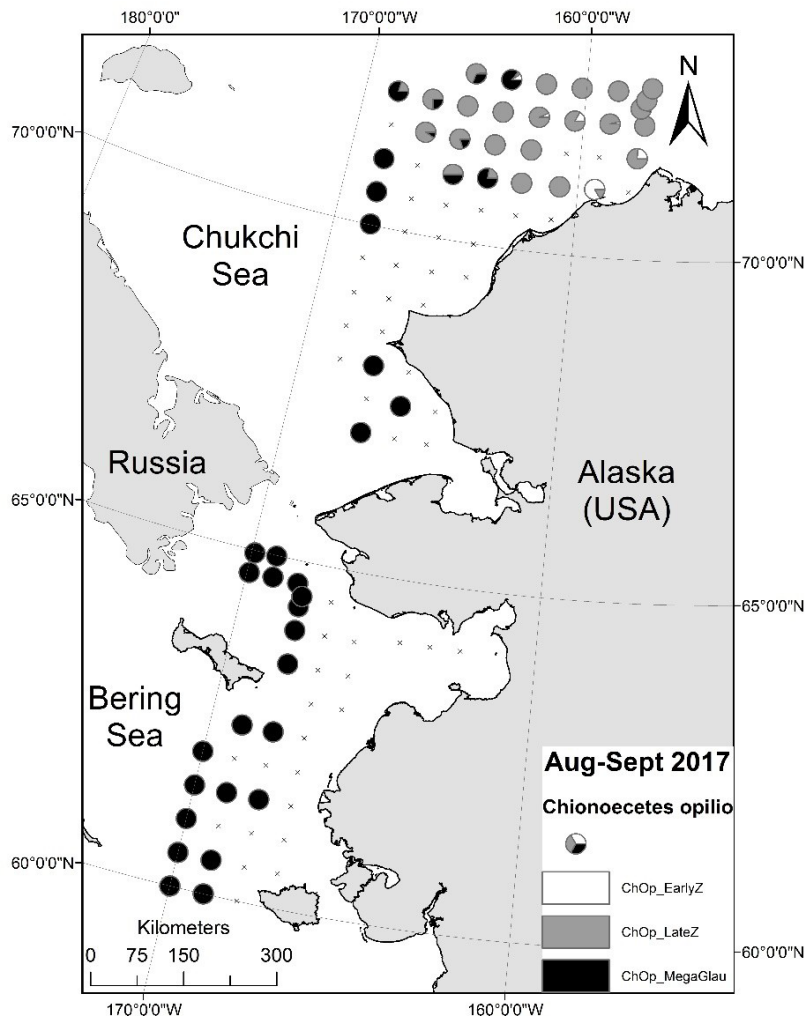 180°0'0" 170°0'0"W 160°0'0"W
N
70°0'0"N
Chukchi
Sea
70°0'0"N
Russia
Alaska
(USA)
65°0'0"N
65°0'0"N
Bering
Sea
Aug-Sept 2017
Chionoecetes opilio
60°0'0"N
ChOp_EarlyZ
Kilometers
ChOp_LateZ
0 75 150 300
60°0'0"N
ChOp_MegaGlau
170°0'0"W 160°0'0"W